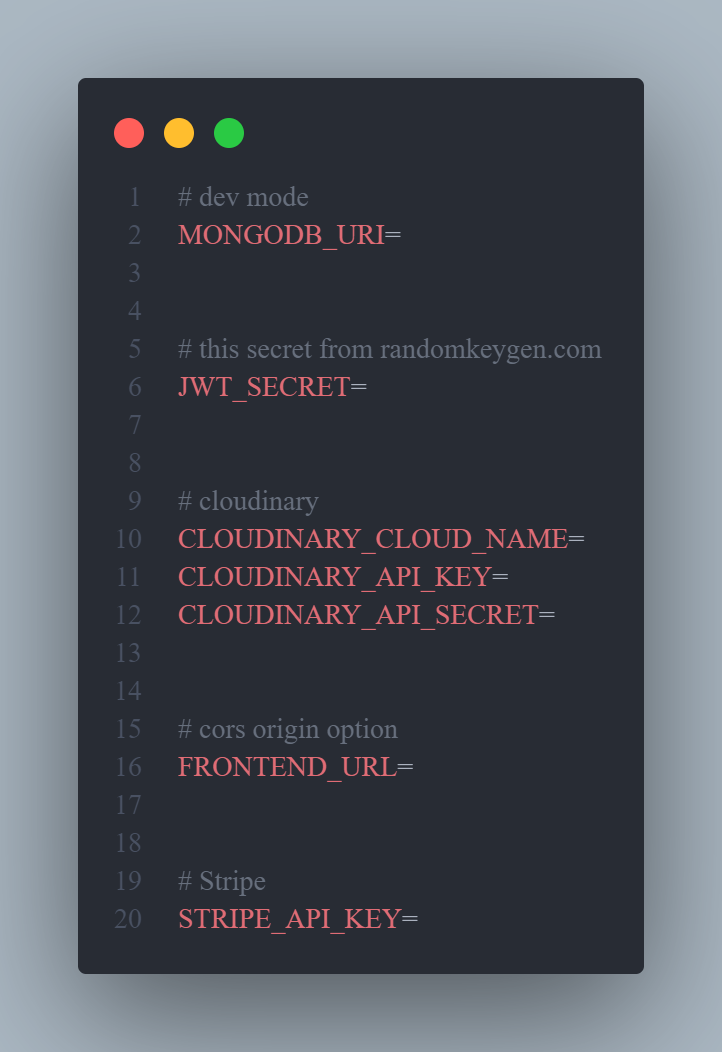 1 # dev mode
2 MONGODB_URI=
3
4
5 # this secret from randomkeygen.com
6 JWT_SECRET=
7
8
9 # cloudinary
10 CLOUDINARY_CLOUD_NAME=
11 CLOUDINARY_API_KEY=
12 CLOUDINARY_API_SECRET=
13
14
15 # cors origin option
16 FRONTEND_URL=
17
18
19 # Stripe
20 STRIPE_API_KEY=